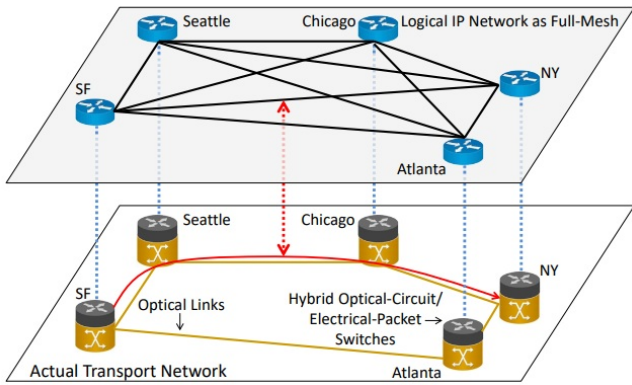 Seattle
Chicago
Logical IP Network as Full-Mesh
SF
NY
Atlanta
Seattle
Chicago
NY
SF
Optical Links
Hybrid Optical-Circuit/
Electrical-Packet
Switches
Atlanta
Actual Transport Network